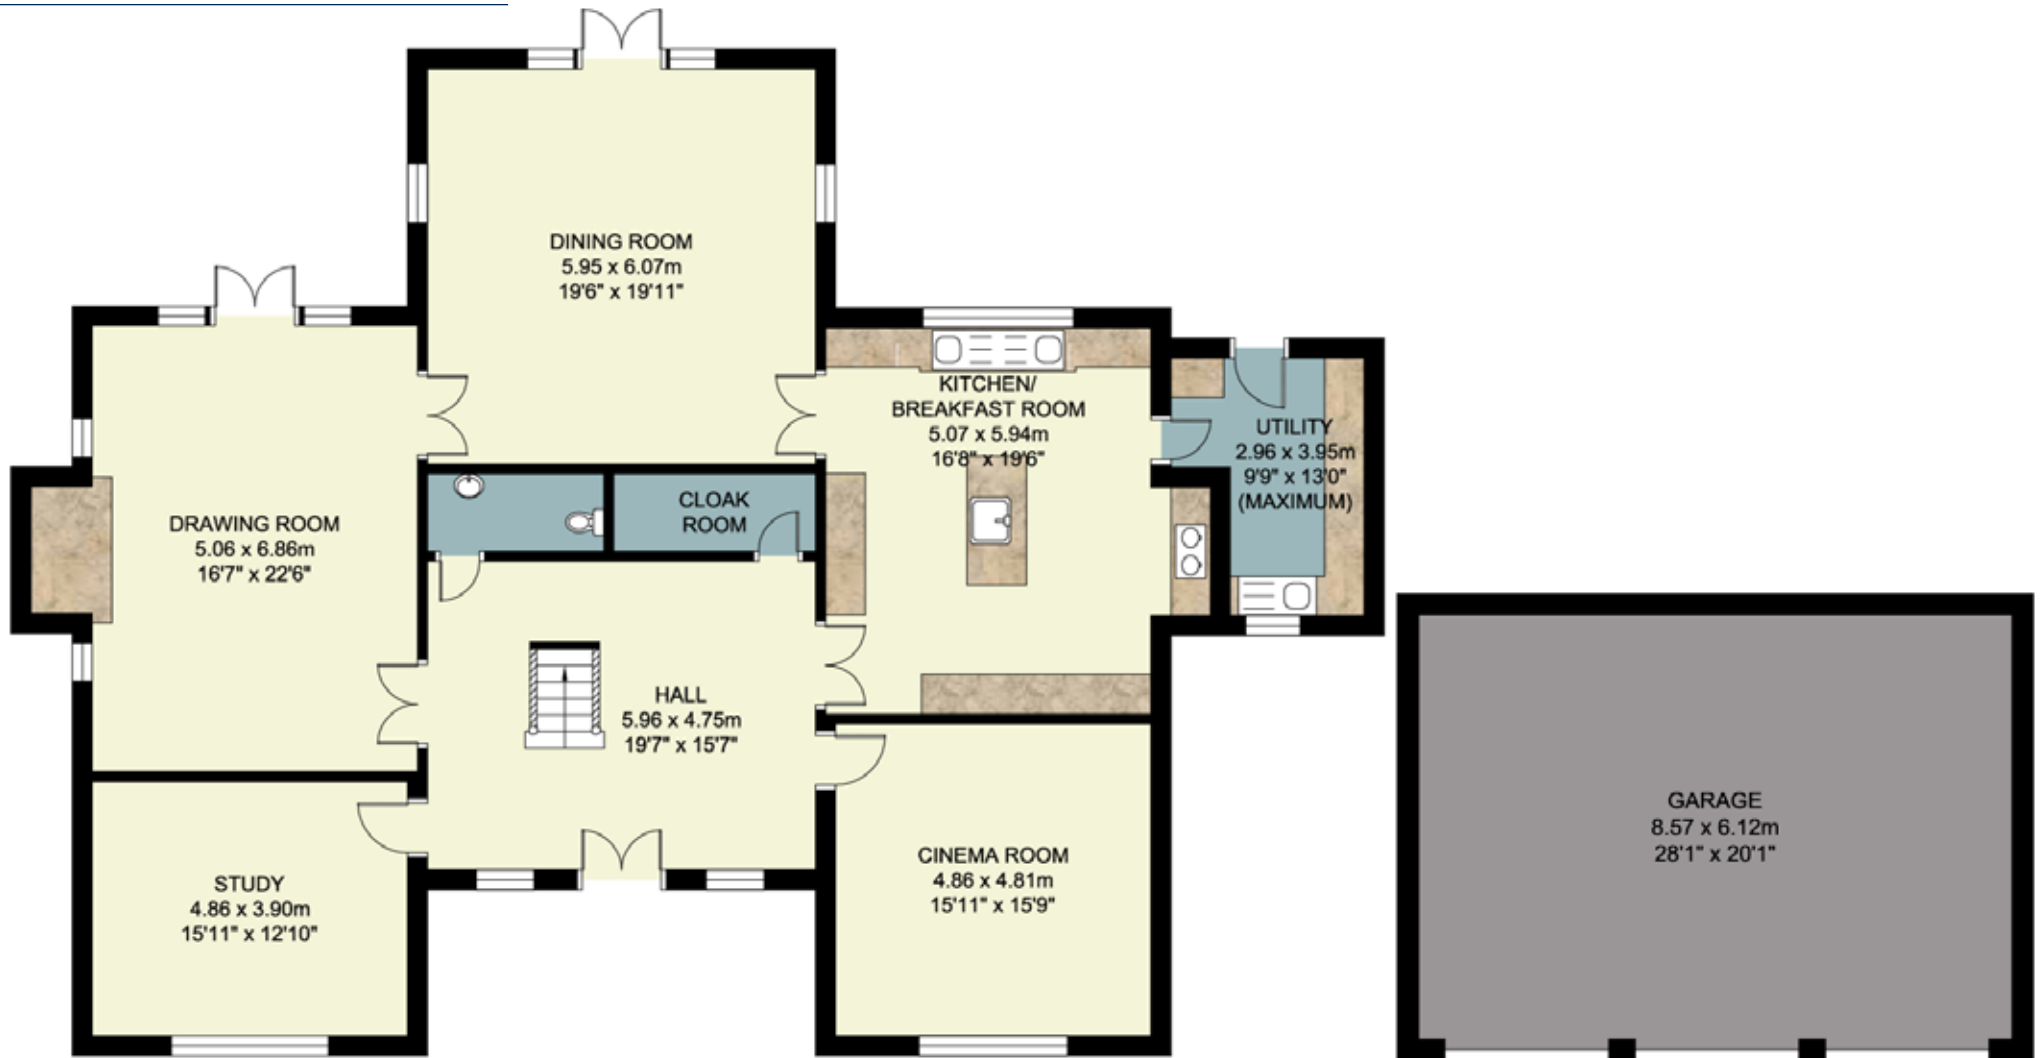 DINING ROOM
5.95 x 6.07m
19'6" x 19'11"
KITCHEN/
BREAKFAST ROOM
5.07 x 5.94m
16'8" x 19'6"
UTILITY
2.96 x 3.95m
9'9" x 13'0"
(MAXIMUM)
DRAWING ROOM
5.06 x 6.86m
16'7" x 22'6"
CLOAK
ROOM
HALL
5.96 x 4.75m
19'7" x 15'7"
STUDY
4.86 x 3.90m
15'11" x 12'10"
CINEMA ROOM
4.86 x 4.81m
15'11" x 15'9"
GARAGE
8.57 x 6.12m
28'1" x 20'1"